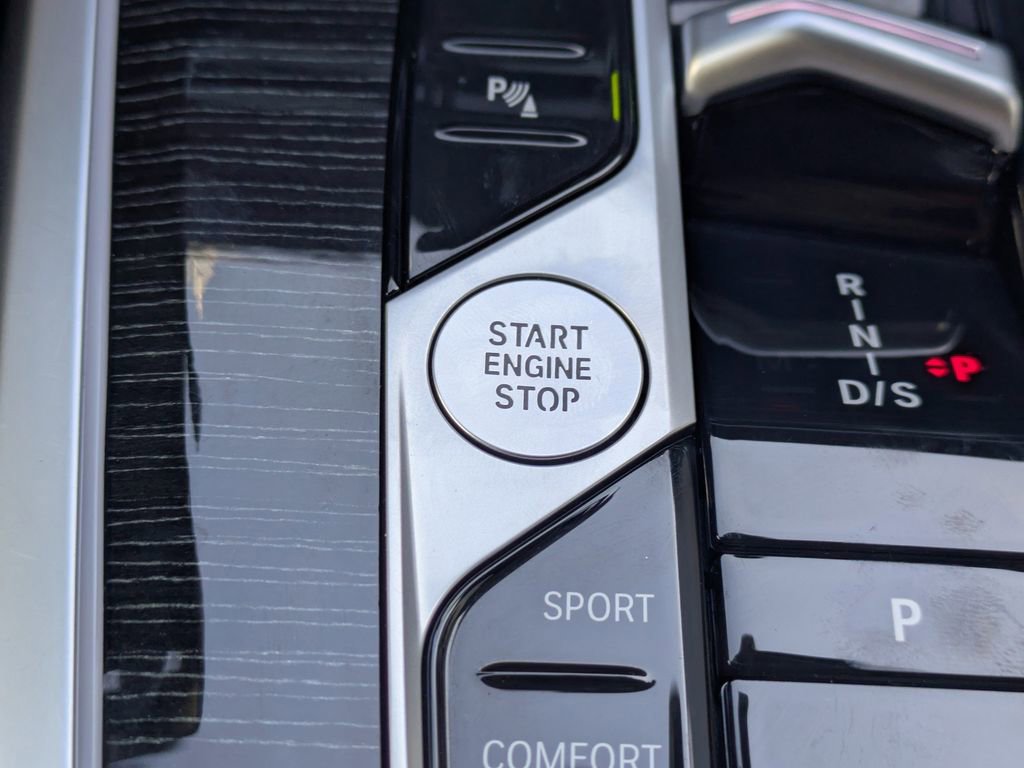 P
START
ENGINE
STOP
R
N
D/S
P
SPORT
P
COMFORT